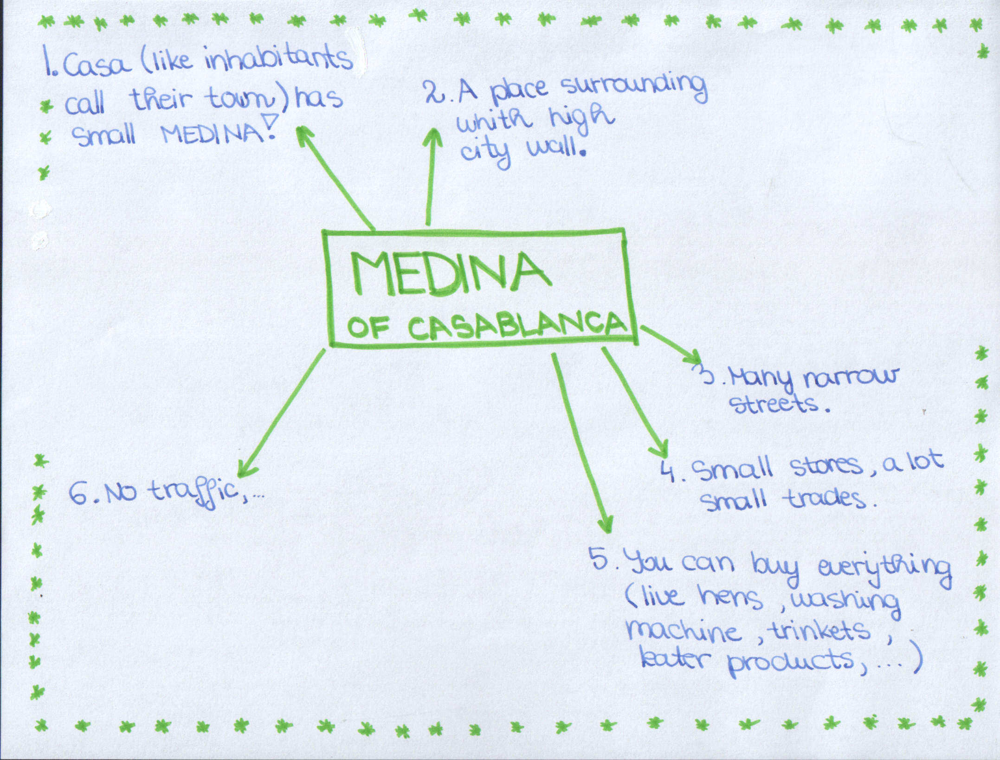 1. Casa (like inhabitants
call their town) has
small MEDINA!
2. A place surrounding
whith high
city wall.
MEDINA
OF CASABLANCA
3. Many narrow
streets.
4. Small stores, a lot
small trades.
5. You can buy everything
(live hens, washing
machine, trinkets,
leater products, ...)
6. No traffic, ...